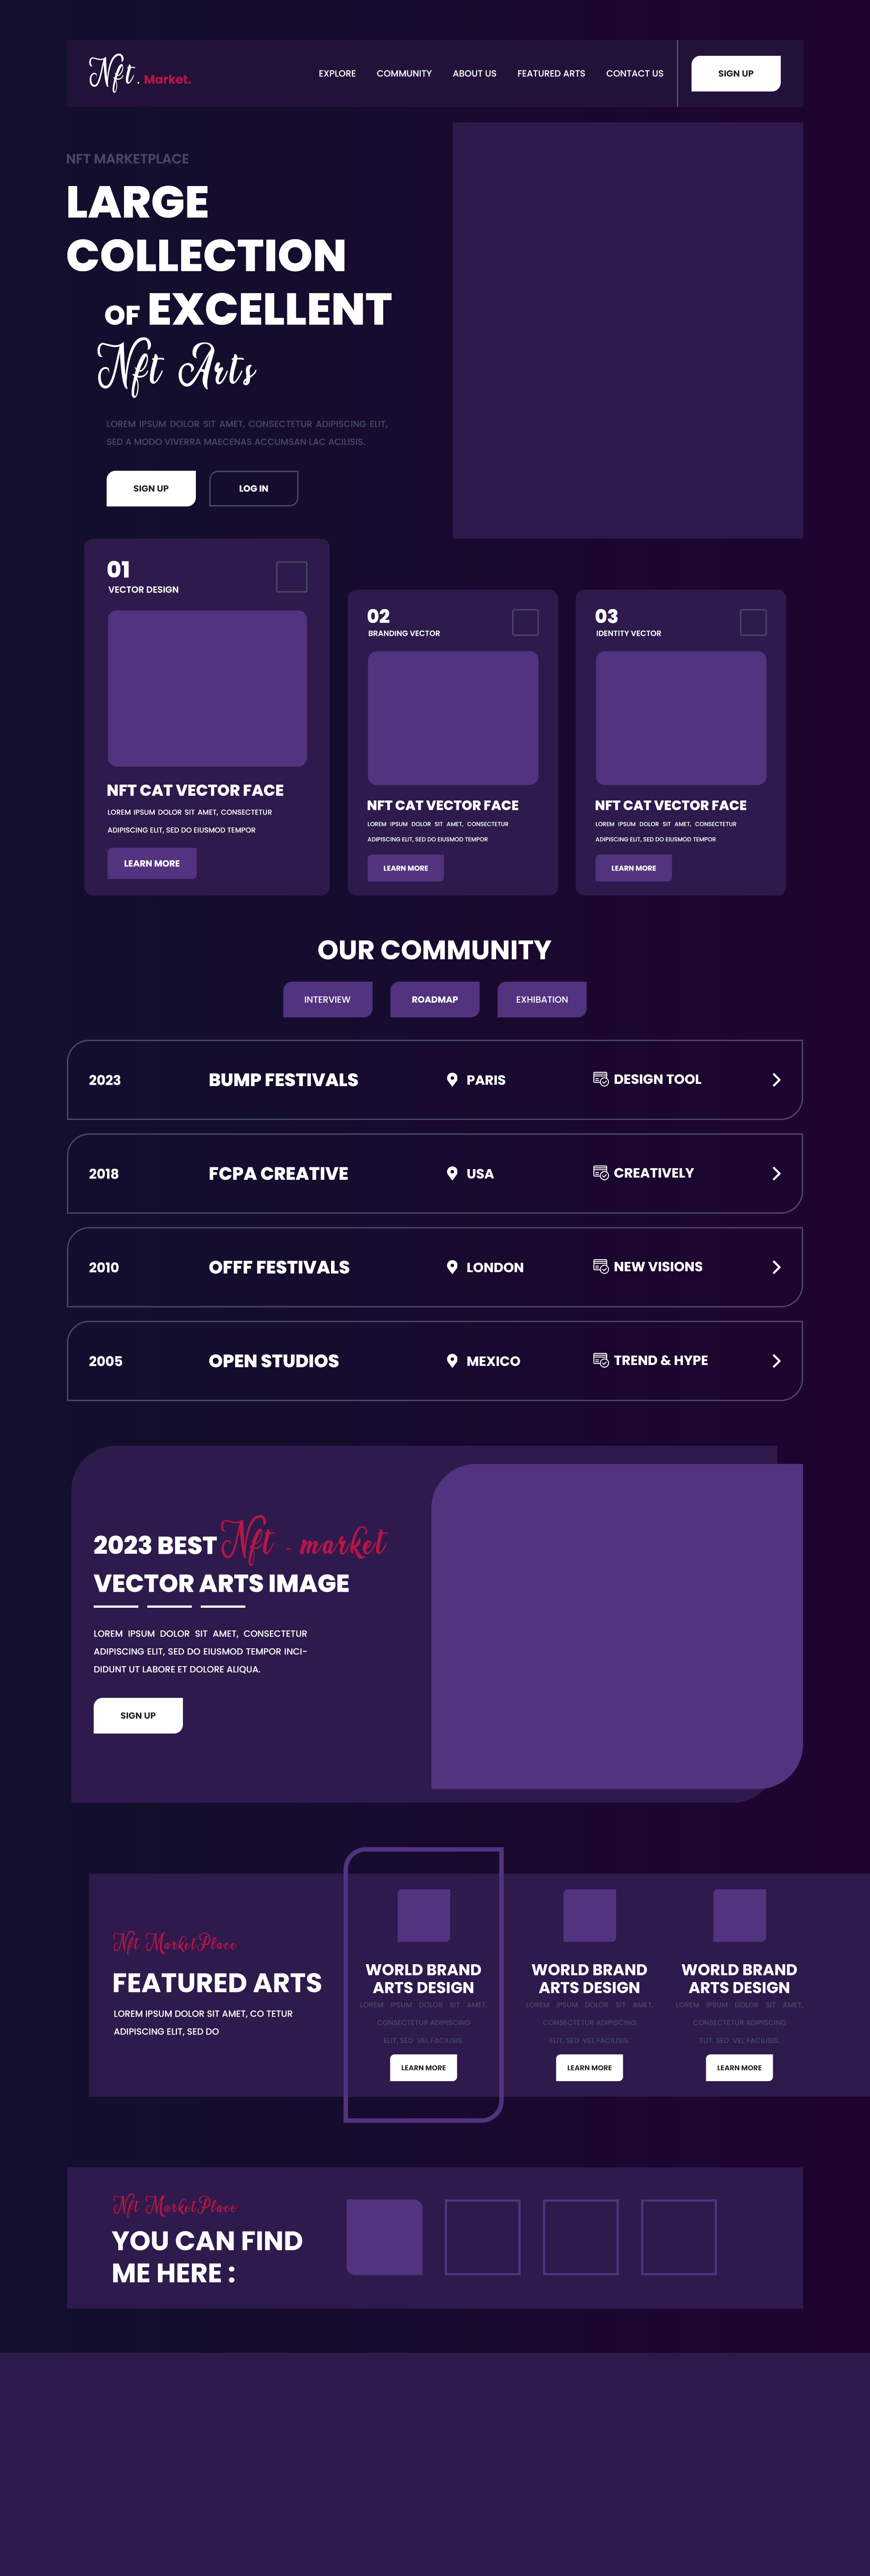 Nft. Market.
EXPLORE COMMUNITY ABOUT US FEATURED ARTS CONTACT US SIGN UP
NFT MARKETPLACE
LARGE
COLLECTION
OF EXCELLENT
Nft Arts
LOREM IPSUM DOLOR SIT AMET, CONSECTETUR ADIPISCING ELIT,
SED A MODO VIVERRA MAECENAS ACCUMSAN LAC ACILISIS.
SIGN UP LOG IN
01
VECTOR DESIGN
NFT CAT VECTOR FACE
LOREM IPSUM DOLOR SIT AMET, CONSECTETUR
ADIPISCING ELIT, SED DO EIUSMOD TEMPOR
LEARN MORE
02
BRANDING VECTOR
NFT CAT VECTOR FACE
LOREM IPSUM DOLOR SIT AMET, CONSECTETUR
ADIPISCING ELIT, SED DO EIUSMOD TEMPOR
LEARN MORE
03
IDENTITY VECTOR
NFT CAT VECTOR FACE
LOREM IPSUM DOLOR SIT AMET, CONSECTETUR
ADIPISCING ELIT, SED DO EIUSMOD TEMPOR
LEARN MORE
OUR COMMUNITY
INTERVIEW ROADMAP EXHIBATION
2023 BUMP FESTIVALS PARIS DESIGN TOOL
2018 FCPA CREATIVE USA CREATIVELY
2010 OFFF FESTIVALS LONDON NEW VISIONS
2005 OPEN STUDIOS MEXICO TREND & HYPE
2023 BEST Nft - market
VECTOR ARTS IMAGE
LOREM IPSUM DOLOR SIT AMET, CONSECTETUR
ADIPISCING ELIT, SED DO EIUSMOD TEMPOR INCI-
DIDUNT UT LABORE ET DOLORE ALIQUA.
SIGN UP
Nft MarketPlace
FEATURED ARTS
LOREM IPSUM DOLOR SIT AMET, CO TETUR
ADIPISCING ELIT, SED DO
WORLD BRAND
ARTS DESIGN
LOREM IPSUM DOLOR SIT AMET,
CONSECTETUR ADIPISCING
ELIT, SED VEL FACILISIS.
LEARN MORE
WORLD BRAND
ARTS DESIGN
LOREM IPSUM DOLOR SIT AMET,
CONSECTETUR ADIPISCING
ELIT, SED VEL FACILISIS.
LEARN MORE
WORLD BRAND
ARTS DESIGN
LOREM IPSUM DOLOR SIT AMET,
CONSECTETUR ADIPISCING
ELIT, SED VEL FACILISIS.
LEARN MORE
Nft MarketPlace
YOU CAN FIND
ME HERE :